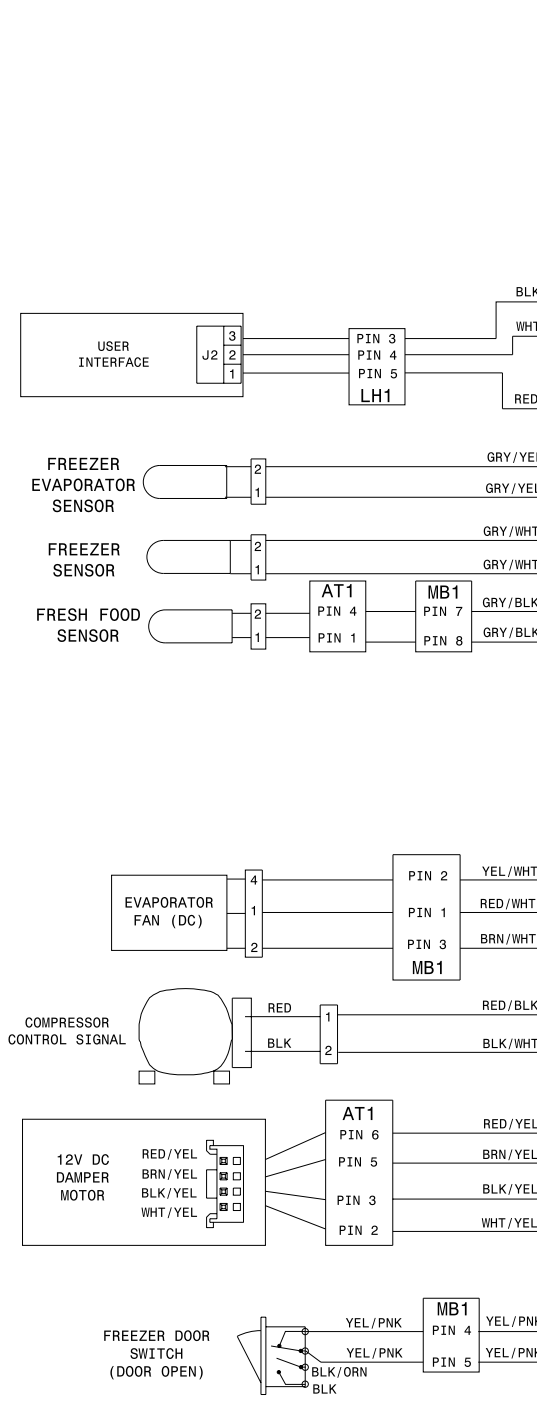 BLK
WHT
USER
INTERFACE
J2
3
2
1
PIN 3
PIN 4
PIN 5
LH1
RED
FREEZER
EVAPORATOR
SENSOR
2
1
GRY/YEL
GRY/YEL
FREEZER
SENSOR
2
1
GRY/WHT
GRY/WHT
FRESH FOOD
SENSOR
2
1
AT1
PIN 4
PIN 1
MB1
PIN 7
PIN 8
GRY/BLK
GRY/BLK
EVAPORATOR
FAN (DC)
4
1
2
PIN 2
PIN 1
PIN 3
MB1
YEL/WHT
RED/WHT
BRN/WHT
COMPRESSOR
CONTROL SIGNAL
RED
BLK
1
2
RED/BLK
BLK/WHT
12V DC
DAMPER
MOTOR
RED/YEL
BRN/YEL
BLK/YEL
WHT/YEL
AT1
PIN 6
PIN 5
PIN 3
PIN 2
RED/YEL
BRN/YEL
BLK/YEL
WHT/YEL
FREEZER DOOR
SWITCH
(DOOR OPEN)
YEL/PNK
YEL/PNK
BLK/ORN
BLK
MB1
PIN 4
PIN 5
YEL/PNK
YEL/PNK